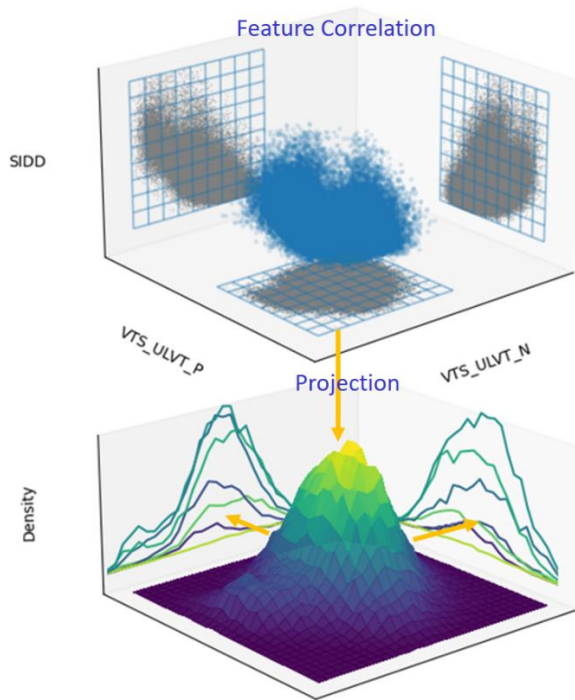 Feature Correlation
SIDD
VTS_ULVT_P
VTS_ULVT_N
Projection
Density